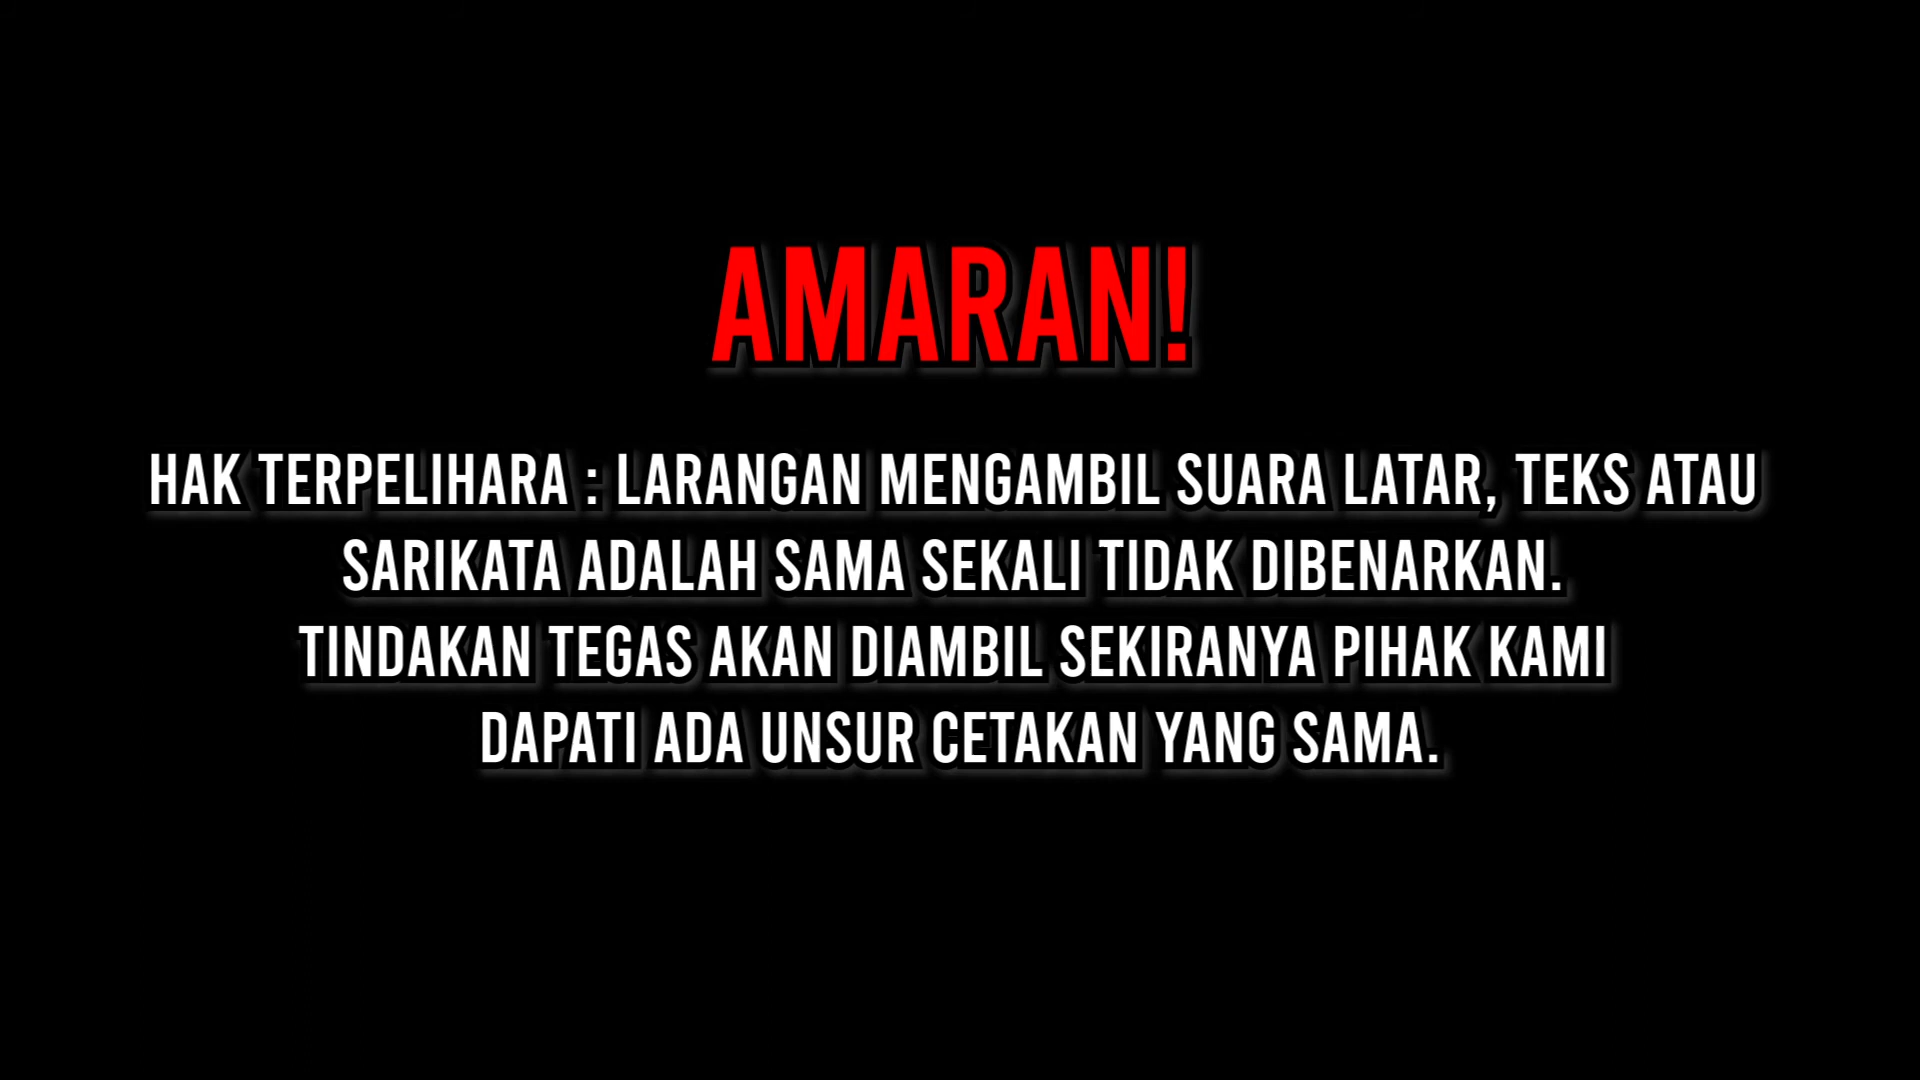 AMARAN!
HAK TERPELIHARA : LARANGAN MENGAMBIL SUARA LATAR, TEKS ATAU
SARIKATA ADALAH SAMA SEKALI TIDAK DIBENARKAN.
TINDAKAN TEGAS AKAN DIAMBIL SEKIRANYA PIHAK KAMI
DAPATI ADA UNSUR CETAKAN YANG SAMA.